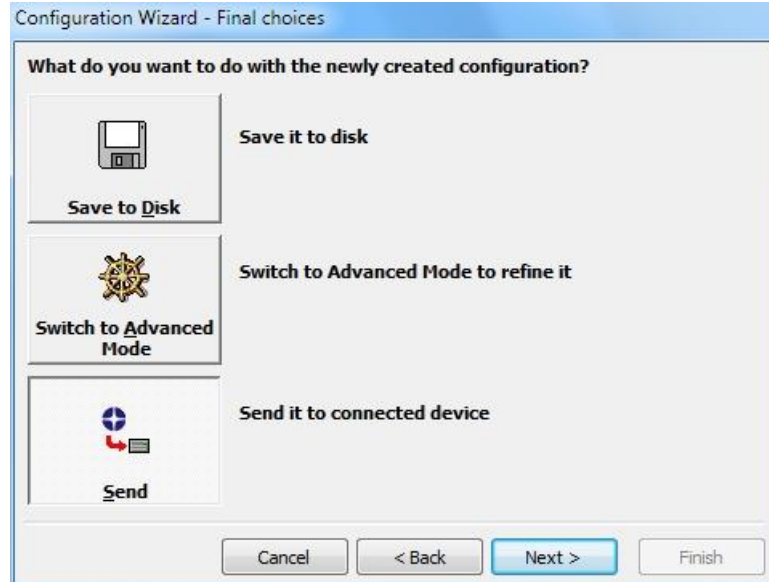 Configuration Wizard - Final choices
What do you want to do with the newly created configuration?
Save it to disk
Save to Disk
Switch to Advanced Mode to refine it
Switch to Advanced
Mode
Send it to connected device
Send
Cancel
< Back
Next >
Finish